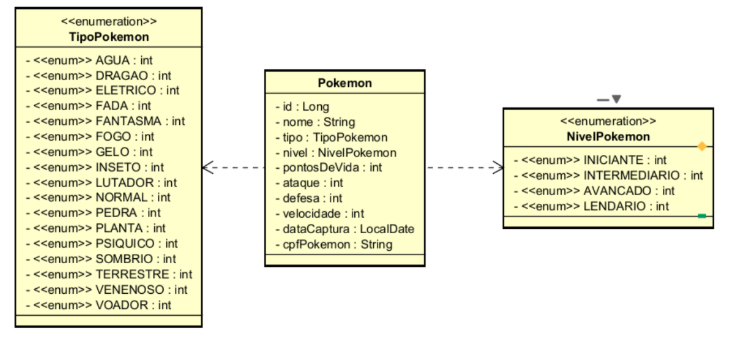 <<enumeration>>
TipoPokemon
- <<enum>> AGUA : int
- <<enum>> DRAGAO : int
- <<enum>> ELETRICO : int
- <<enum>> FADA : int
- <<enum>> FANTASMA : int
- <<enum>> FOGO : int
- <<enum>> GELO : int
- <<enum>> INSETO : int
- <<enum>> LUTADOR : int
- <<enum>> NORMAL : int
- <<enum>> PEDRA : int
- <<enum>> PLANTA : int
- <<enum>> PSIQUICO : int
- <<enum>> SOMBRIO : int
- <<enum>> TERRESTRE : int
- <<enum>> VENENOSO : int
- <<enum>> VOADOR : int
Pokemon
- id : Long
- nome : String
- tipo : TipoPokemon
- nivel : NivelPokemon
- pontosDeVida : int
- ataque : int
- defesa : int
- velocidade : int
- dataCaptura : LocalDate
- cpfPokemon : String
<<enumeration>>
NivelPokemon
- <<enum>> INICIANTE : int
- <<enum>> INTERMEDIARIO : int
- <<enum>> AVANCADO : int
- <<enum>> LENDARIO : int